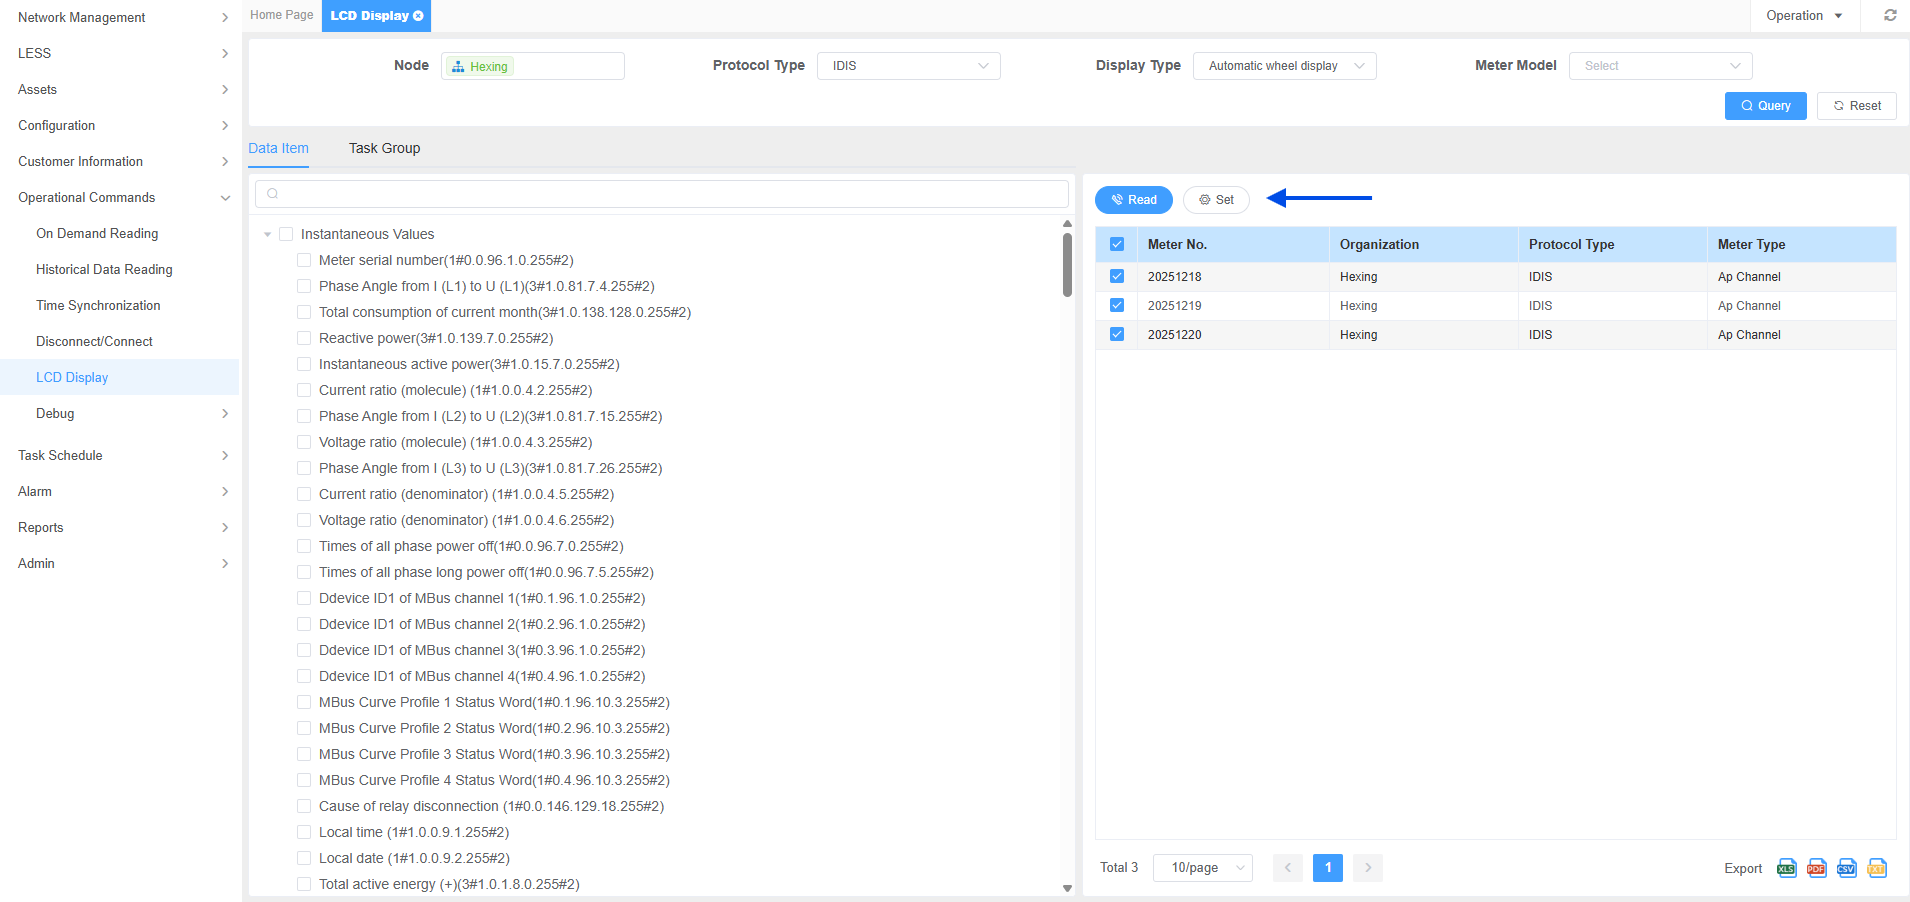 Network Management
LESS
Assets
Configuration
Customer Information
Operational Commands
On Demand Reading
Historical Data Reading
Time Synchronization
Disconnect/Connect
LCD Display
Debug
Task Schedule
Alarm
Reports
Admin
Home Page LCD Display Operation
Node Hexing Protocol Type IDIS Display Type Automatic wheel display Meter Model Select
Query Reset
Data Item Task Group
Instantaneous Values
Meter serial number(1#0.0.96.1.0.255#2)
Phase Angle from I (L1) to U (L1)(3#1.0.81.7.4.255#2)
Total consumption of current month(3#1.0.138.128.0.255#2)
Reactive power(3#1.0.139.7.0.255#2)
Instantaneous active power(3#1.0.15.7.0.255#2)
Current ratio (molecule) (1#1.0.0.4.2.255#2)
Phase Angle from I (L2) to U (L2)(3#1.0.81.7.15.255#2)
Voltage ratio (molecule) (1#1.0.0.4.3.255#2)
Phase Angle from I (L3) to U (L3)(3#1.0.81.7.26.255#2)
Current ratio (denominator) (1#1.0.0.4.5.255#2)
Voltage ratio (denominator) (1#1.0.0.4.6.255#2)
Times of all phase power off(1#0.0.96.7.0.255#2)
Times of all phase long power off(1#0.0.96.7.5.255#2)
Ddevice ID1 of MBus channel 1(1#0.1.96.1.0.255#2)
Ddevice ID1 of MBus channel 2(1#0.2.96.1.0.255#2)
Ddevice ID1 of MBus channel 3(1#0.3.96.1.0.255#2)
Ddevice ID1 of MBus channel 4(1#0.4.96.1.0.255#2)
MBus Curve Profile 1 Status Word(1#0.1.96.10.3.255#2)
MBus Curve Profile 2 Status Word(1#0.2.96.10.3.255#2)
MBus Curve Profile 3 Status Word(1#0.3.96.10.3.255#2)
MBus Curve Profile 4 Status Word(1#0.4.96.10.3.255#2)
Cause of relay disconnection (1#0.0.146.129.18.255#2)
Local time (1#1.0.0.9.1.255#2)
Local date (1#1.0.0.9.2.255#2)
Total active energy (+)(3#1.0.1.8.0.255#2)
Read Set
Meter No. Organization Protocol Type Meter Type
20251218 Hexing IDIS Ap Channel
20251219 Hexing IDIS Ap Channel
20251220 Hexing IDIS Ap Channel
Total 3 10/page 1 Export XLS PDF CSV TXT